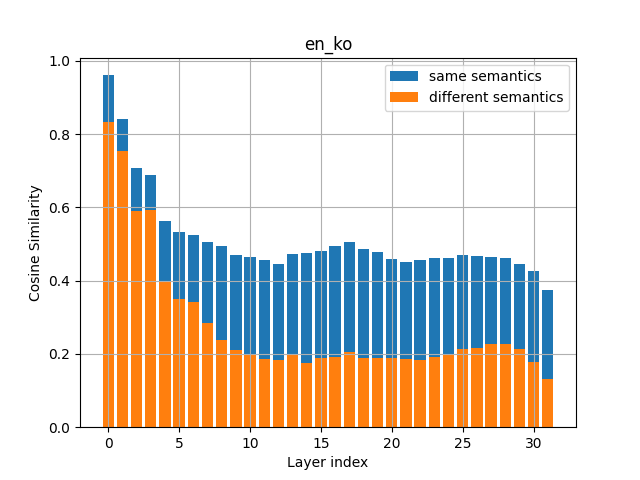 en_ko
same semantics
different semantics
Cosine Similarity
1.0
0.8
0.6
0.4
0.2
0.0
0 5 10 15 20 25 30
Layer index